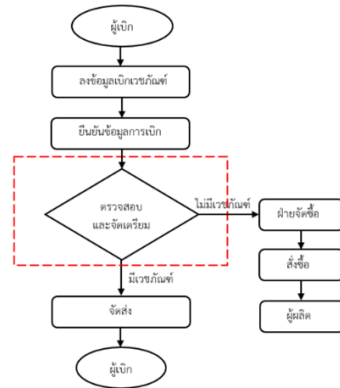 ผู้เบิก
ลงข้อมูลเบิกเวชภัณฑ์
ยืนยันข้อมูลการเบิก
ตรวจสอบ
และจัดเตรียม
ไม่มีเวชภัณฑ์
ฝ่ายจัดซื้อ
สั่งซื้อ
ผู้ผลิต
มีเวชภัณฑ์
จัดส่ง
ผู้เบิก